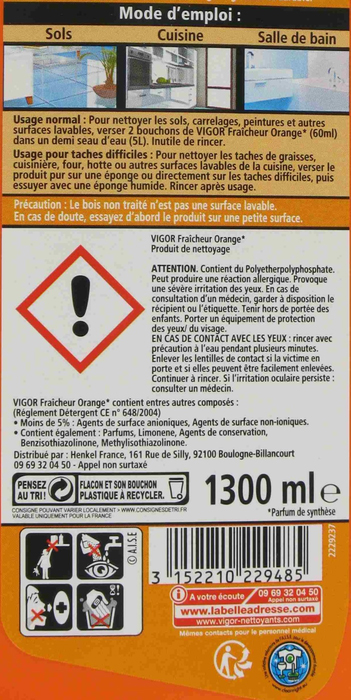 Mode d'emploi :
Sols Cuisine Salle de bain
Usage normal : Pour nettoyer les sols, carrelages, peintures et autres
surfaces lavables, verser 2 bouchons de VIGOR Fraîcheur Orange* (60ml)
dans un demi seau d'eau (5L). Inutile de rincer.
Usage pour taches difficiles : Pour nettoyer les taches de graisses,
cuisinière, four, hotte ou autres surfaces lavables de la cuisine, verser le
produit pur sur une éponge ou directement sur les taches difficiles, puis
essuyer avec une éponge humide. Rincer après usage.
Précaution : Le bois non traité n'est pas une surface lavable.
En cas de doute, essayez d'abord le produit sur une petite surface.
VIGOR Fraîcheur Orange*
Produit de nettoyage
ATTENTION. Contient du Polyetherpolyphosphate.
Peut produire une réaction allergique. Provoque
une sévère irritation des yeux. En cas de
consultation d'un médecin, garder à disposition le
récipient ou l'étiquette. Tenir hors de portée des
enfants. Porter un équipement de protection
des yeux/ du visage.
EN CAS DE CONTACT AVEC LES YEUX : rincer avec
précaution à l'eau pendant plusieurs minutes.
Enlever les lentilles de contact si la victime en
porte et si elles peuvent être facilement enlevées.
Continuer à rincer. Si l'irritation oculaire persiste :
consulter un médecin.
VIGOR Fraîcheur Orange* contient entres autres composés :
(Réglement Détergent CE n° 648/2004)
• Moins de 5% : Agents de surface anioniques, Agents de surface non-ioniques.
• Contient également : Parfums, Limonene, Agents de conservation,
Benzisothiazolinone, Methylisothiazolinone.
Distribué par : Henkel France, 161 Rue de Silly, 92100 Boulogne-Billancourt
09 69 32 04 50 - Appel non surtaxé
PENSEZ AU TRI !
FLACON ET SON BOUCHON
PLASTIQUE À RECYCLER.
CONSIGNE POUVANT VARIER LOCALEMENT > WWW.CONSIGNESDETRI.FR
VALABLE UNIQUEMENT POUR LA FRANCE
1300 ml e
*Parfum de synthèse
© A.I.S.E
2229237
3 152210 229485
A votre écoute 09 69 32 04 50
Appel non surtaxé
www.labelleadresse.com
www.vigor-nettoyants.com
Mêmes contacts pour le personnel médical